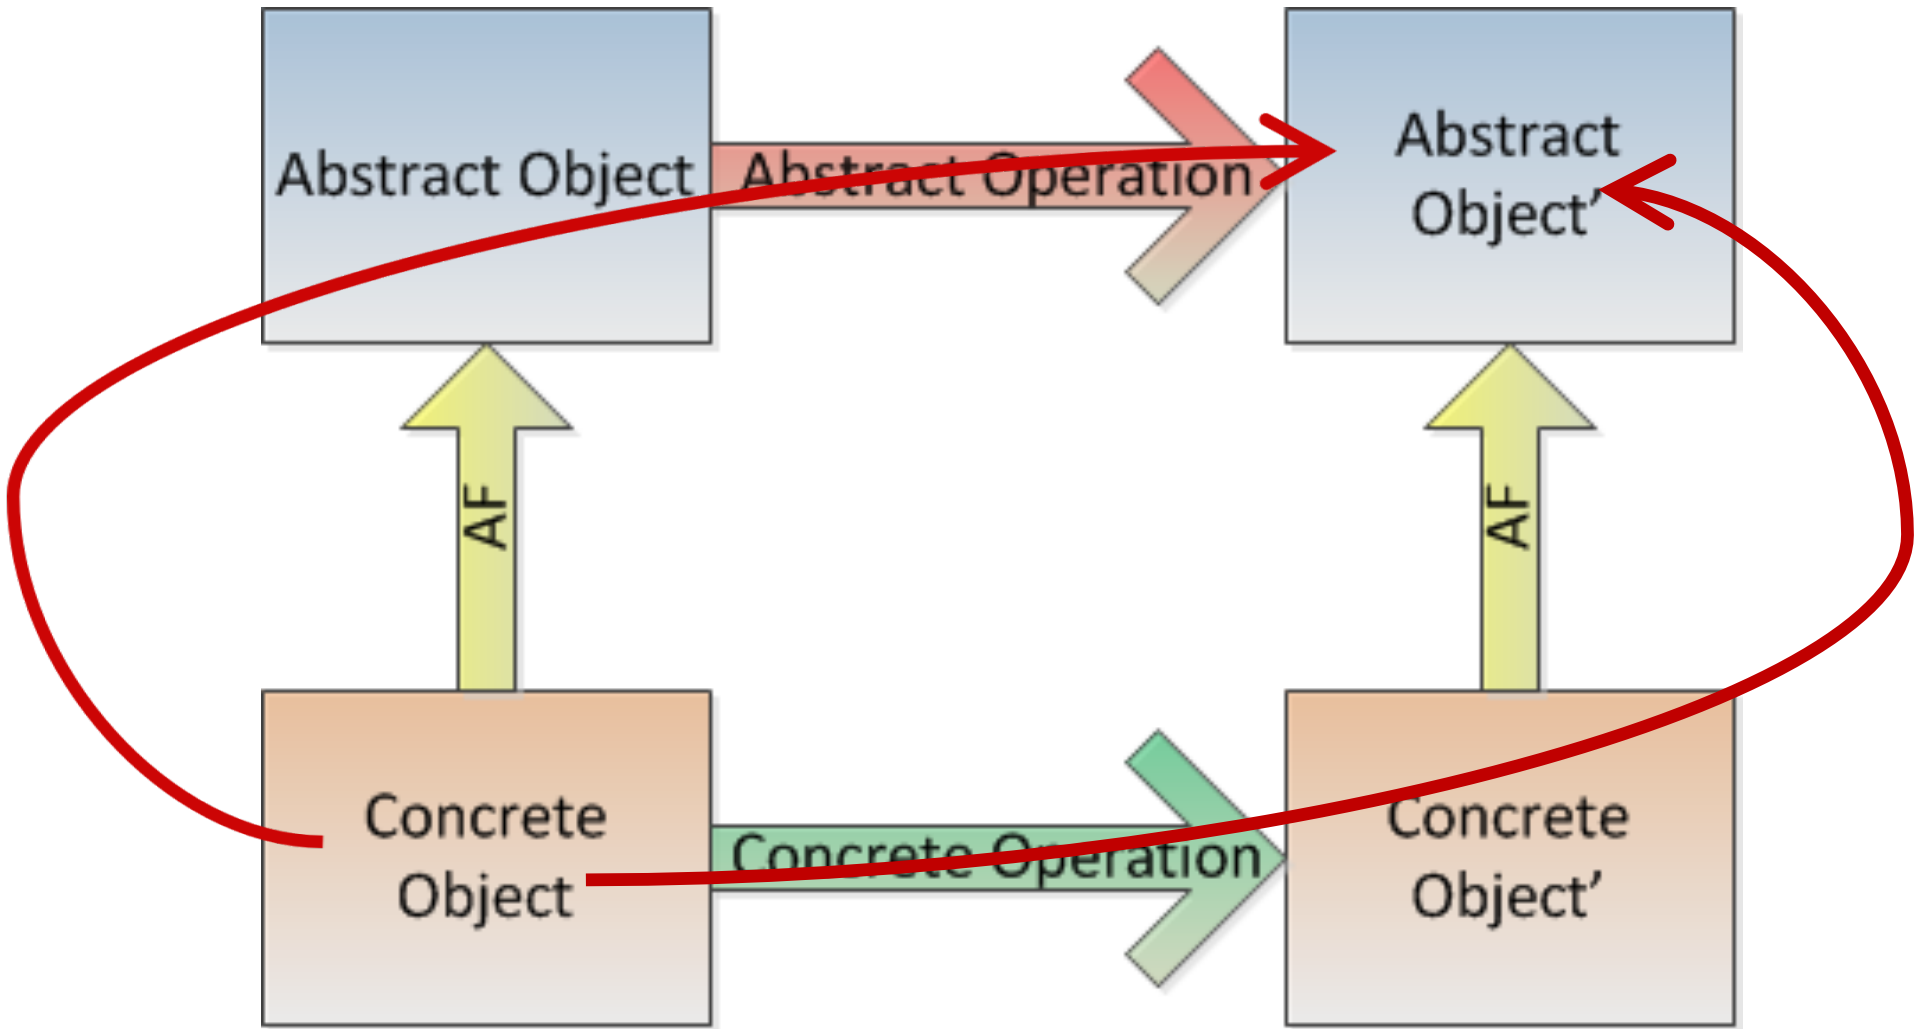 Abstract Object
Abstract Operation
Abstract
Object’
AF
AF
Concrete
Object
Concrete Operation
Concrete
Object’